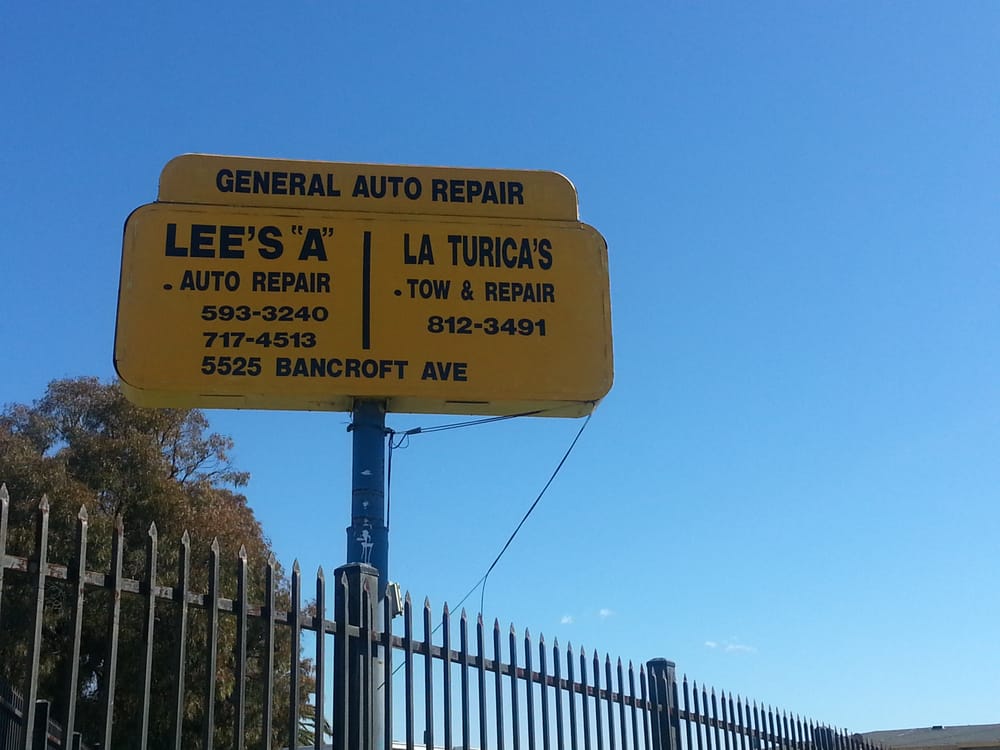 GENERAL AUTO REPAIR
LEE'S "A"
. AUTO REPAIR
593-3240
717-4513
LA TURICA'S
. TOW & REPAIR
812-3491
5525 BANCROFT AVE